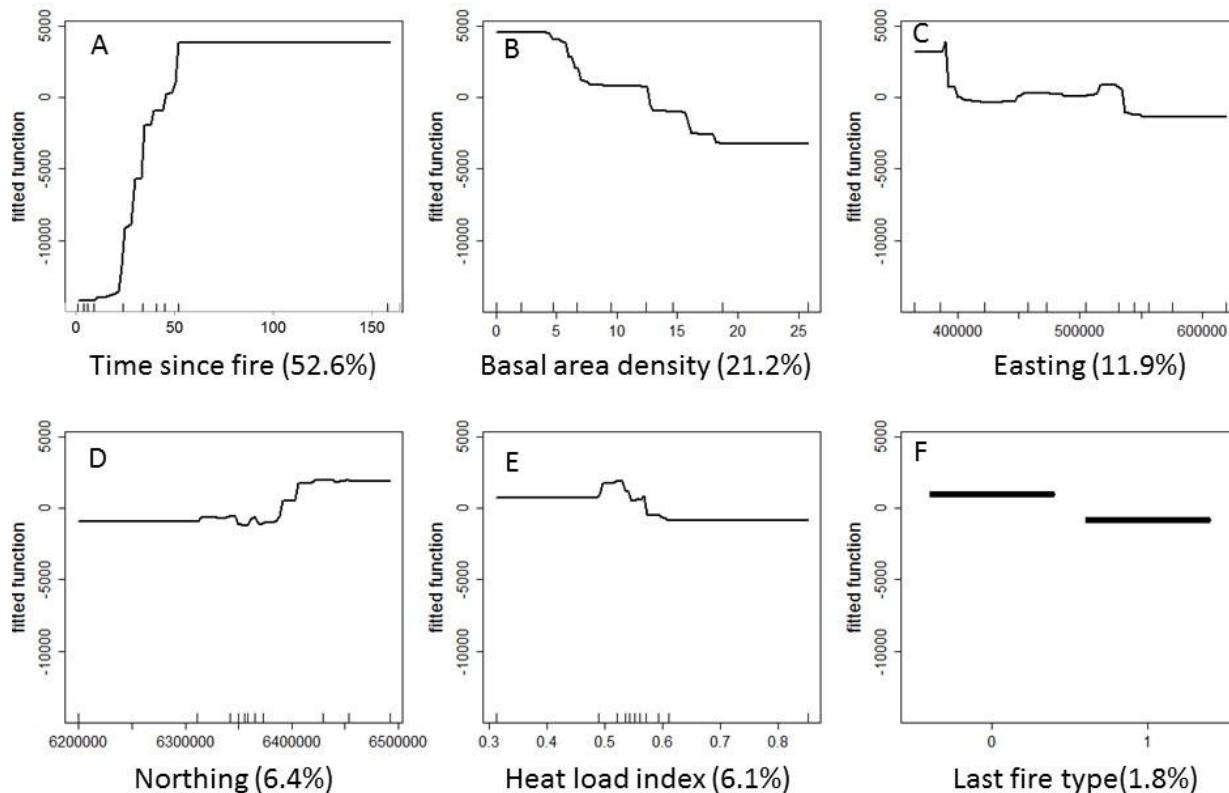 A
5000
0
-5000
-10000
fitted function
0 50 100 150
Time since fire (52.6%)
B
5000
0
-5000
-10000
fitted function
0 5 10 15 20 25
Basal area density (21.2%)
C
5000
0
-5000
-10000
fitted function
400000 500000 600000
Easting (11.9%)
D
5000
0
-5000
-10000
fitted function
6200000 6300000 6400000 6500000
Northing (6.4%)
E
5000
0
-5000
-10000
fitted function
0.3 0.4 0.5 0.6 0.7 0.8
Heat load index (6.1%)
F
5000
0
-5000
-10000
fitted function
0 1
Last fire type(1.8%)